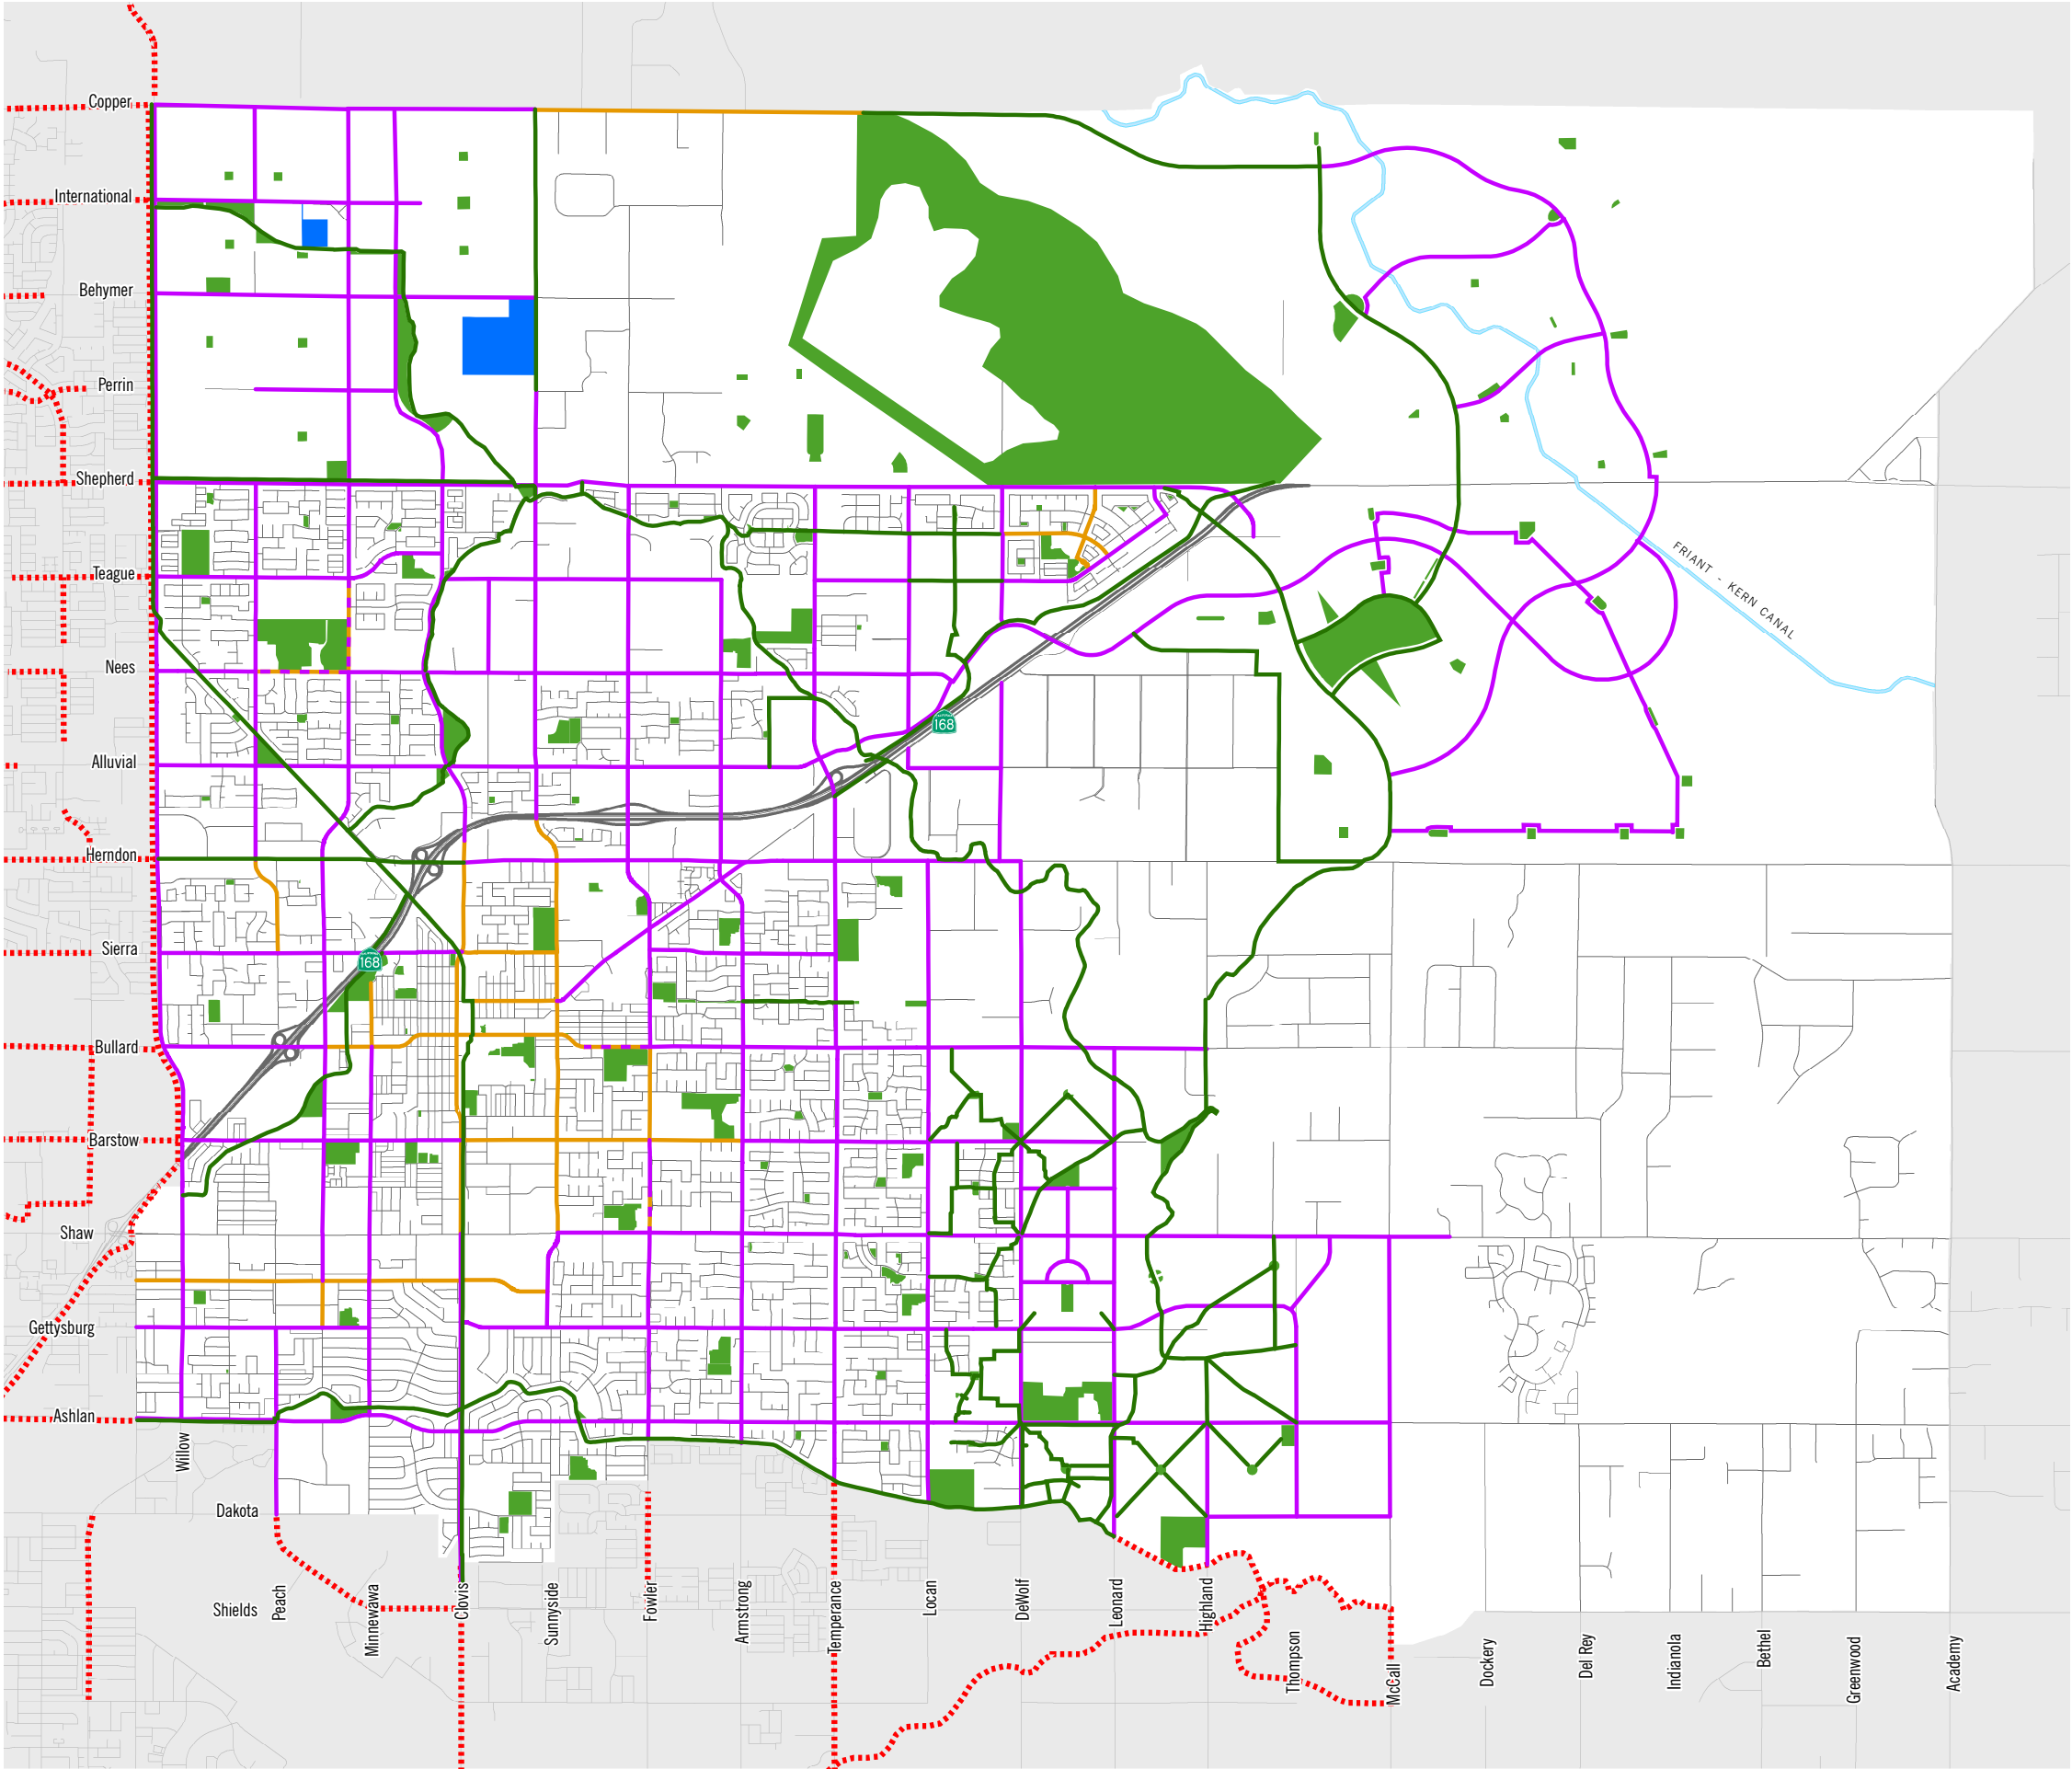 Copper
International
Behymer
Perrin
Shepherd
Teague
FRIANT - KERN CANAL
Nees
168
Alluvial
Herndon
Sierra
168
Bullard
Barstow
Shaw
Gettysburg
Ashlan
Willow
Dakota
Shields
Peach
Minnewawa
Clovis
Sunnyside
Fowler
Armstrong
Temperance
Locan
DeWolf
Leonard
Highland
Thompson
McCall
Dockery
Del Rey
Indianola
Bethel
Greenwood
Academy